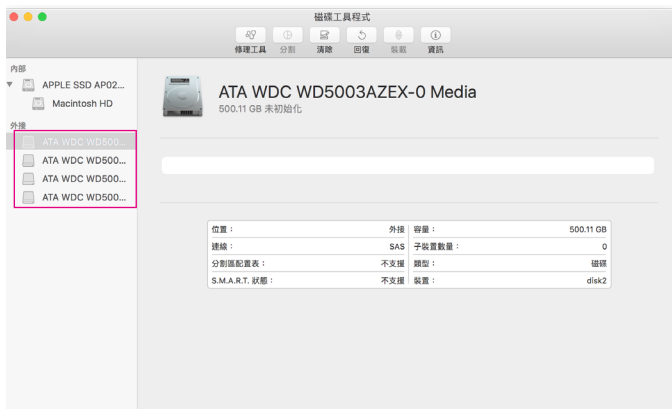 磁碟工具程式
修理工具 分割 清除 回復 裝載 資訊
內部
APPLE SSD AP02...
Macintosh HD
外接
ATA WDC WD500...
ATA WDC WD500...
ATA WDC WD500...
ATA WDC WD500...
ATA WDC WD5003AZEX-0 Media
500.11 GB 未初始化
位置： 外接 容量： 500.11 GB
連線： SAS 子裝置數量： 0
分割區配置表： 不支援 類型： 磁碟
S.M.A.R.T. 狀態： 不支援 裝置： disk2